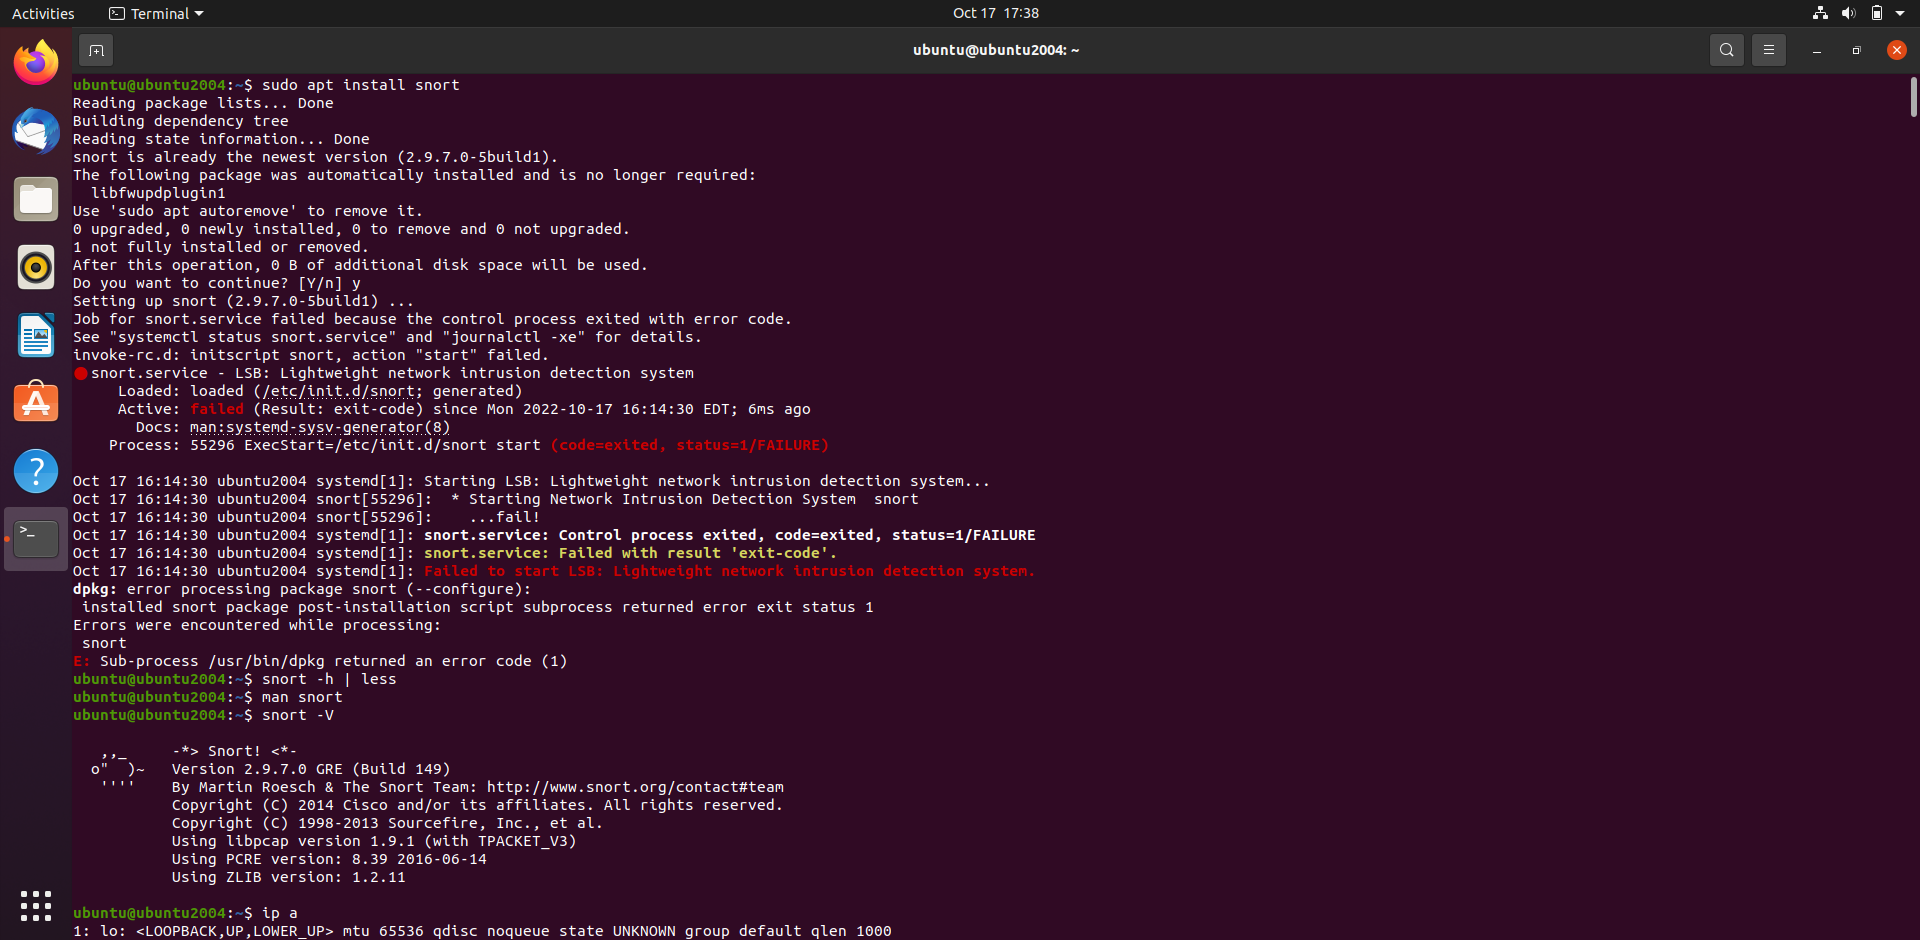 Activities
Terminal
Oct 17 17:38
ubuntu@ubuntu2004: ~
ubuntu@ubuntu2004:~$ sudo apt install snort
Reading package lists... Done
Building dependency tree
Reading state information... Done
snort is already the newest version (2.9.7.0-5build1).
The following package was automatically installed and is no longer required:
  libfwupdplugin1
Use 'sudo apt autoremove' to remove it.
0 upgraded, 0 newly installed, 0 to remove and 0 not upgraded.
1 not fully installed or removed.
After this operation, 0 B of additional disk space will be used.
Do you want to continue? [Y/n] y
Setting up snort (2.9.7.0-5build1) ...
Job for snort.service failed because the control process exited with error code.
See "systemctl status snort.service" and "journalctl -xe" for details.
invoke-rc.d: initscript snort, action "start" failed.
● snort.service - LSB: Lightweight network intrusion detection system
     Loaded: loaded (/etc/init.d/snort; generated)
     Active: failed (Result: exit-code) since Mon 2022-10-17 16:14:30 EDT; 6ms ago
       Docs: man:systemd-sysv-generator(8)
    Process: 55296 ExecStart=/etc/init.d/snort start (code=exited, status=1/FAILURE)
Oct 17 16:14:30 ubuntu2004 systemd[1]: Starting LSB: Lightweight network intrusion detection system...
Oct 17 16:14:30 ubuntu2004 snort[55296]:  * Starting Network Intrusion Detection System  snort
Oct 17 16:14:30 ubuntu2004 snort[55296]:    ...fail!
Oct 17 16:14:30 ubuntu2004 systemd[1]: snort.service: Control process exited, code=exited, status=1/FAILURE
Oct 17 16:14:30 ubuntu2004 systemd[1]: snort.service: Failed with result 'exit-code'.
Oct 17 16:14:30 ubuntu2004 systemd[1]: Failed to start LSB: Lightweight network intrusion detection system.
dpkg: error processing package snort (--configure):
 installed snort package post-installation script subprocess returned error exit status 1
Errors were encountered while processing:
 snort
E: Sub-process /usr/bin/dpkg returned an error code (1)
ubuntu@ubuntu2004:~$ snort -h | less
ubuntu@ubuntu2004:~$ man snort
ubuntu@ubuntu2004:~$ snort -V
   ,,_     -*> Snort! <*-
  o"  )~   Version 2.9.7.0 GRE (Build 149)
   ''''    By Martin Roesch & The Snort Team: http://www.snort.org/contact#team
           Copyright (C) 2014 Cisco and/or its affiliates. All rights reserved.
           Copyright (C) 1998-2013 Sourcefire, Inc., et al.
           Using libpcap version 1.9.1 (with TPACKET_V3)
           Using PCRE version: 8.39 2016-06-14
           Using ZLIB version: 1.2.11
ubuntu@ubuntu2004:~$ ip a
1: lo: <LOOPBACK,UP,LOWER_UP> mtu 65536 qdisc noqueue state UNKNOWN group default qlen 1000